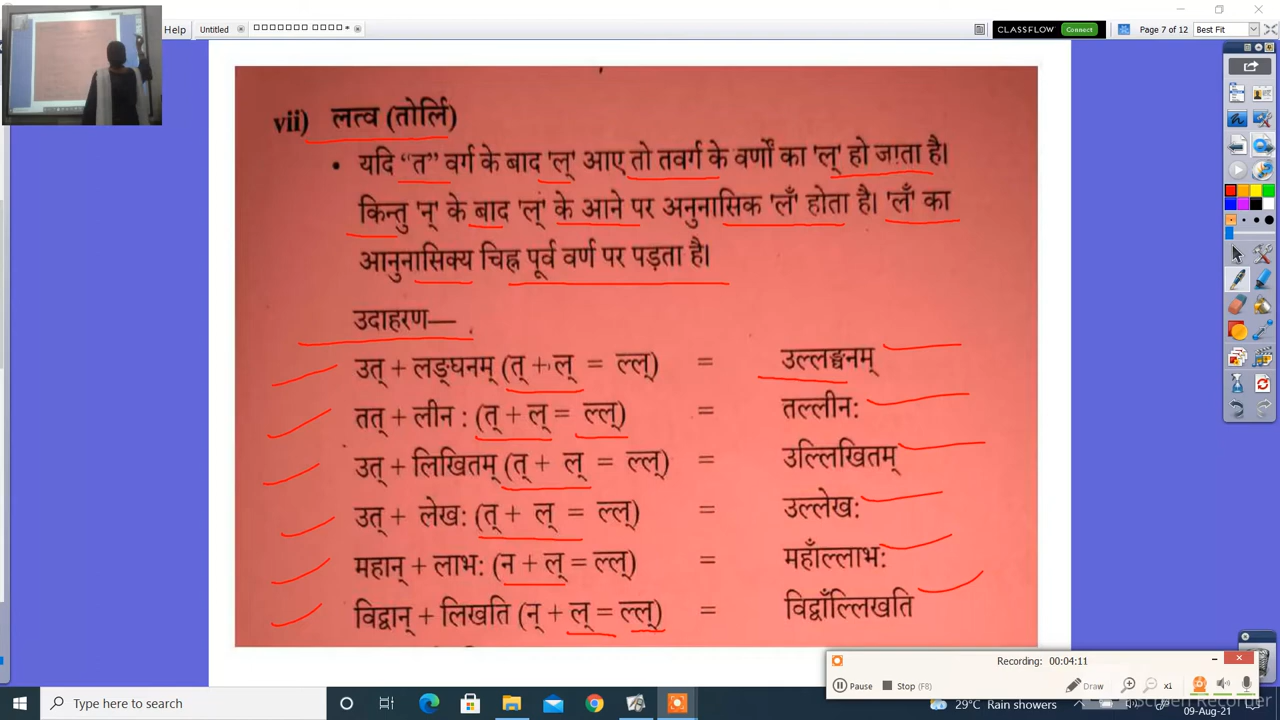 Help
Untitled
CLASSFLOW Connect
Page 7 of 12
Best Fit
vii) लत्व (तोर्लि)
• यदि “त” वर्ग के बाद 'ल्' आए तो तवर्ग के वर्णों का 'ल्' हो जाता है।
किन्तु 'न्' के बाद 'ल्' के आने पर अनुनासिक 'लँ' होता है। 'लँ' का
आनुनासिक्य चिह्न पूर्व वर्ण पर पड़ता है।
उदाहरण—
उत् + लङ्घनम् (त् + ल् = ल्ल्) = उल्लङ्घनम्
तत् + लीन : (त् + ल् = ल्ल्) = तल्लीन:
उत् + लिखितम् (त् + ल् = ल्ल्) = उल्लिखितम्
उत् + लेख: (त् + ल् = ल्ल्) = उल्लेख:
महान् + लाभ: (न + ल् = ल्ल्) = महाँल्लाभ:
विद्वान् + लिखति (न् + ल् = ल्ल्) = विद्वाँल्लिखति
Recording: 00:04:11
Pause
Stop (F8)
Draw
x1
Type here to search
29°C Rain showers
09-Aug-21